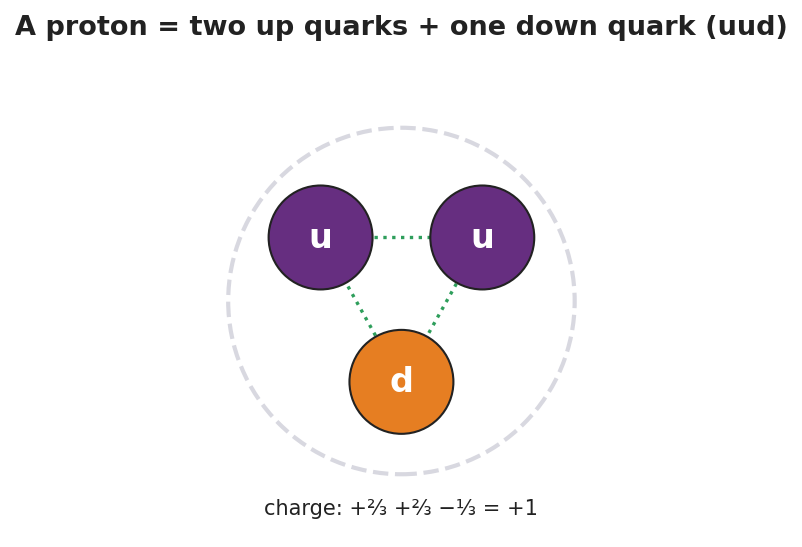 A proton = two up quarks + one down quark (uud)
u u
d
charge: +⅔ +⅔ −⅓ = +1